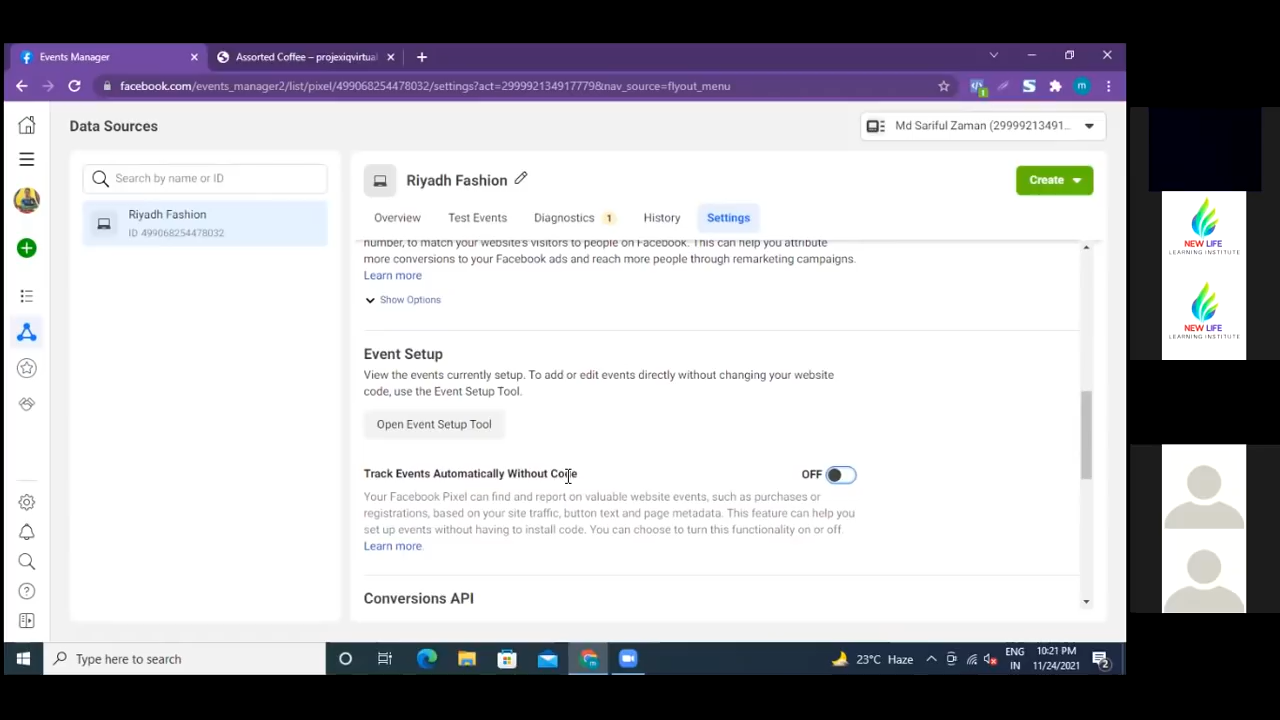 Events Manager
Assorted Coffee – projexiqvirtual
facebook.com/events_manager2/list/pixel/499068254478032/settings?act=299992134917779&nav_source=flyout_menu
1
m
Data Sources
Md Sariful Zaman (29999213491...
Search by name or ID
Riyadh Fashion
ID 499068254478032
Riyadh Fashion
Create
Overview
Test Events
Diagnostics 1
History
Settings
number, to match your website's visitors to people on Facebook. This can help you attribute
more conversions to your Facebook ads and reach more people through remarketing campaigns.
Learn more
Show Options
Event Setup
View the events currently setup. To add or edit events directly without changing your website
code, use the Event Setup Tool.
Open Event Setup Tool
Track Events Automatically Without Code
OFF
Your Facebook Pixel can find and report on valuable website events, such as purchases or
registrations, based on your site traffic, button text and page metadata. This feature can help you
set up events without having to install code. You can choose to turn this functionality on or off.
Learn more.
Conversions API
Type here to search
23°C Haze
ENG
IN
10:21 PM
11/24/2021
2
NEW LIFE
LEARNING INSTITUTE
NEW LIFE
LEARNING INSTITUTE